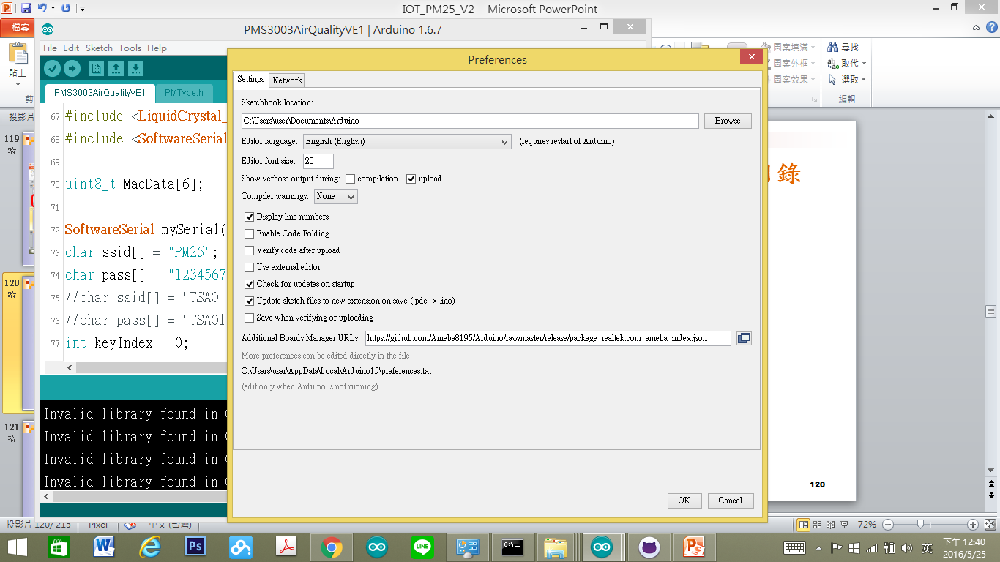 IOT_PM25_V2 - Microsoft PowerPoint
檔案
貼上
剪
PMS3003AirQualityVE1 | Arduino 1.6.7
File Edit Sketch Tools Help
PMS3003AirQualityVE1 PMType.h
67 #include <LiquidCrystal_
68 #include <SoftwareSerial
69
70 uint8_t MacData[6];
71
72 SoftwareSerial mySerial(
73 char ssid[] = "PM25";
74 char pass[] = "1234567
75 //char ssid[] = "TSAO_
76 //char pass[] = "TSAO1
77 int keyIndex = 0;
Invalid library found in C
Invalid library found in C
Invalid library found in C
Invalid library found in C
Preferences
Settings Network
Sketchbook location:
C:\Users\user\Documents\Arduino Browse
Editor language: English (English) (requires restart of Arduino)
Editor font size: 20
Show verbose output during: compilation upload
Compiler warnings: None
Display line numbers
Enable Code Folding
Verify code after upload
Use external editor
Check for updates on startup
Update sketch files to new extension on save (.pde -> .ino)
Save when verifying or uploading
Additional Boards Manager URLs: https://github.com/Ameba8195/Arduino/raw/master/release/package_realtek.com_ameba_index.json
More preferences can be edited directly in the file
C:\Users\user\AppData\Local\Arduino15\preferences.txt
(edit only when Arduino is not running)
OK Cancel
圖案填滿
圖案外框
圖案效果
尋找
取代
選取
編輯
投影片
119
120
121
錄
120
投影片 120/ 215 "Pixel" 中文 (台灣) 72%
LINE
英
下午 12:40
2016/5/25